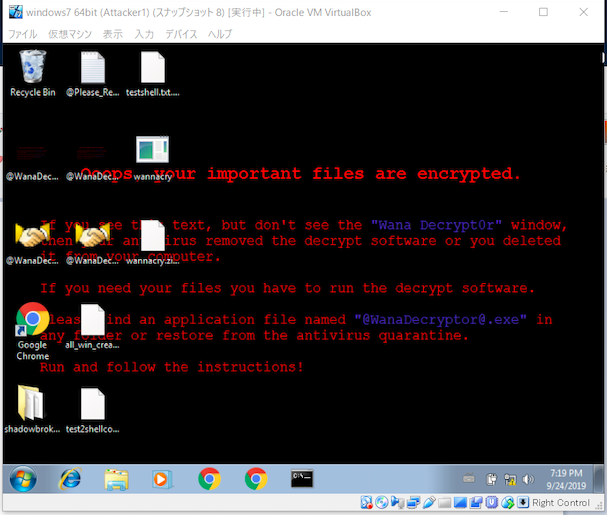 windows7 64bit (Attacker1) (スナップショット 8) [実行中] - Oracle VM VirtualBox
ファイル 仮想マシン 表示 入力 デバイス ヘルプ
Recycle Bin @Please_Re... testshell.txt....
@WanaDec... @WanaDec... wannacry
Ooops, your important files are encrypted.
If you see this text, but don't see the "Wana Decrypt0r" window,
then your antivirus removed the decrypt software or you deleted
it from your computer.
@WanaDec... @WanaDec... wannacry.zi...
If you need your files you have to run the decrypt software.
Please find an application file named "@WanaDecryptor@.exe" in
any folder or restore from the antivirus quarantine.
Google Chrome all_win_crea...
Run and follow the instructions!
shadowbrok... test2shellco...
C:\.
7:19 PM
9/24/2019
Right Control